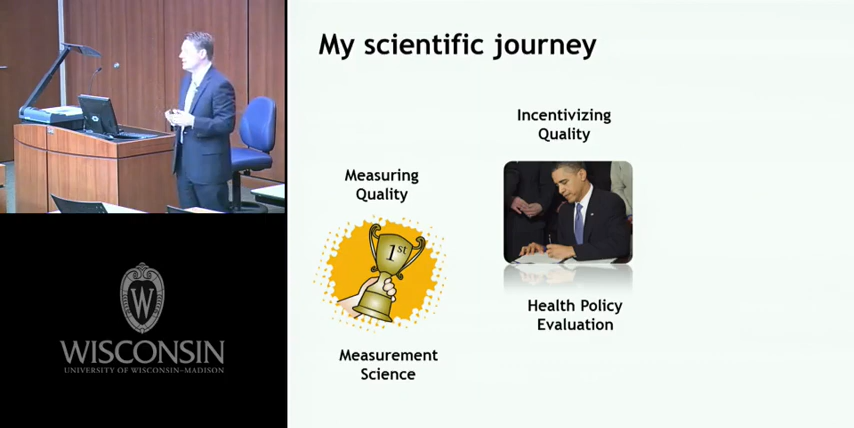 My scientific journey
Incentivizing
Quality
Measuring
Quality
1st
Health Policy
Evaluation
Measurement
Science
W
WISCONSIN
UNIVERSITY OF WISCONSIN–MADISON